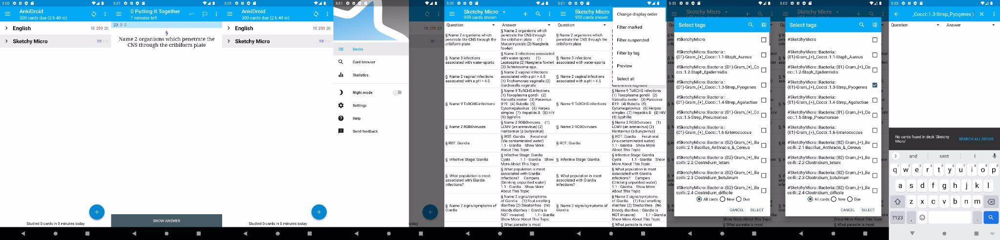 5:00
AnkiDroid
300 cards due (2 h 40 m)
English
10 250 20
Sketchy Micro
20 0 0
Studied 0 cards in 0 minutes today
5:01
0 Putting It Together
7 minutes left
20 0 0
§
Name 2 organisms which penetrate the
CNS through the cribiform plate
SHOW ANSWER
5:01
AnkiDroid
300 cards due (2 h 40 m)
English
10 250 20
Sketchy Micro
20 0 0
Studied 0 cards in 0 minutes today
5:01
Decks
Card browser
Statistics
Night mode
Settings
Help
Send feedback
10 250 20
20 0 0
oday
5:01
Sketchy Micro
959 cards shown
Question
Answer
§ Name 2 organisms which
penetrate the CNS through the
cribiform plate
§ Name 2 organisms which
penetrate the CNS through
the cribiform plate (1)
Mucormycosis (2) Naegleria
fowleri
§ Name 3 infections
associated with water-sports
§ Name 3 infections associated
with water-sports (1)
Leptospira (2) Naegleria fowleri
(3) Schistosoma spp.
§ Name 2 vaginal infections
associated with a pH > 4.5
§ Name 2 vaginal infections
associated with a pH > 4.5
(1) Trichomonas vaginalis (2)
Gardnerella vaginalis
§ Name 9 ToRCHS infections
§ Name 9 ToRCHS infections
(1) Toxoplasma gondii (2)
Varicella zoster (3) Parovirus
B19 (4) Rubella (5)
Cytomegalovirus (6) Herpes
simplex (7) Hepatitis B (8) HIV
(9) Syphillis
§ Name 2 ROBOviruses
§ Name 2 ROBOviruses (1)
LCMV (an arenavirus) (2)
Hantavirus (a bunyavirus)
§ ROT: Giardia
§ ROT: Giardia Fecal-oral
(Via contaminated water)
1.1 - Giardia Show More
About This Topic
§ Infective Stage: Giardia
§ Infective Stage: Giardia
Cysts 1.1 - Giardia Show
More About This Topic
§ What population is most
associated with Giardia
infections?
§ What population is most
associated with Giardia
infections? Campers
(Drinking unpurified water)
1.1 - Giardia Show More
About This Topic
§ Name 2 signs/symptoms of
Giardia
§ Name 2 signs/symptoms
of Giardia (1) Foul smelling
diarrhea (2) Steatorrhea (No
bloody diarrhea ∵ Giardia is
NOT invasive) 1.1 - Giardia
Show More About This Topic
§ What parasite is most
5:01
Sketchy Micro
959 cards shown
Question
§ Name 2 organisms which
penetrate the CNS through the
cribiform plate
§ Name 3 infections
associated with water-sports
§ Name 2 vaginal infections
associated with a pH > 4.5
§ Name 9 ToRCHS infections
§ Name 2 ROBOviruses
§ ROT: Giardia
§ Infective Stage: Giardia
§ What population is most
associated with Giardia
infections?
§ Name 2 signs/symptoms of
Giardia
Change display order
Filter marked
Filter suspended
Filter by tag
Preview
Select all
Gardnerella vaginalis
§ Name 9 ToRCHS infections
(1) Toxoplasma gondii (2)
Varicella zoster (3) Parovirus
B19 (4) Rubella (5)
Cytomegalovirus (6) Herpes
simplex (7) Hepatitis B (8) HIV
(9) Syphillis
§ Name 2 ROBOviruses (1)
LCMV (an arenavirus) (2)
Hantavirus (a bunyavirus)
§ ROT: Giardia Fecal-oral
(Via contaminated water)
1.1 - Giardia Show More
About This Topic
§ Infective Stage: Giardia
Cysts 1.1 - Giardia Show
More About This Topic
§ What population is most
associated with Giardia
infections? Campers
(Drinking unpurified water)
1.1 - Giardia Show More
About This Topic
§ Name 2 signs/symptoms
of Giardia (1) Foul smelling
diarrhea (2) Steatorrhea (No
bloody diarrhea ∵ Giardia is
NOT invasive) 1.1 - Giardia
Show More About This Topic
§ What parasite is most
5:02
Sketchy Micro
Select tags
#SketchyMicro
#SketchyMicro::Bacteria::
(01)-Gram_(+)_Cocci::1.1-Staph_Aureus
#SketchyMicro::Bacteria::(01)-Gram_(+)_Co
cci::1.2-Staph_Epidermidis
#SketchyMicro::Bacteria::
(01)-Gram_(+)_Cocci::1.3-Strep_Pyogenes
#SketchyMicro::Bacteria::
(01)-Gram_(+)_Cocci::1.4-Strep_Agalactiae
#SketchyMicro::Bacteria::(01)-Gram_(+)_Co
cci::1.5-Strep_Pneumoniae
#SketchyMicro::Bacteria::(01)-Gram_(+)_Co
cci::1.6-Enterococcus
#SketchyMicro::Bacteria::(02)-Gram_(+)_Ba
ccilli::2.1-Bacillus_Anthracis_&_Cereus
#SketchyMicro::Bacteria::(02)-Gram_(+)_Ba
ccilli::2.2-Clostridium_tetani
#SketchyMicro::Bacteria::(02)-Gram_(+)_Ba
ccilli::2.3-Clostridium_botulinum
#SketchyMicro::Bacteria::(02)-Gram_(+)_Ba
ccilli::2.4-Clostridium_difficile
All cards New Due
CANCEL SELECT
Show More About This Topic
§ What parasite is most
5:02
Sketchy Micro
Select tags
#SketchyMicro
#SketchyMicro::Bacteria::
(01)-Gram_(+)_Cocci::1.1-Staph_Aureus
#SketchyMicro::Bacteria::(01)-Gram_(+)_Co
cci::1.2-Staph_Epidermidis
#SketchyMicro::Bacteria::
(01)-Gram_(+)_Cocci::1.3-Strep_Pyogenes
#SketchyMicro::Bacteria::
(01)-Gram_(+)_Cocci::1.4-Strep_Agalactiae
#SketchyMicro::Bacteria::(01)-Gram_(+)_Co
cci::1.5-Strep_Pneumoniae
#SketchyMicro::Bacteria::(01)-Gram_(+)_Co
cci::1.6-Enterococcus
#SketchyMicro::Bacteria::(02)-Gram_(+)_Ba
ccilli::2.1-Bacillus_Anthracis_&_Cereus
#SketchyMicro::Bacteria::(02)-Gram_(+)_Ba
ccilli::2.2-Clostridium_tetani
#SketchyMicro::Bacteria::(02)-Gram_(+)_Ba
ccilli::2.3-Clostridium_botulinum
#SketchyMicro::Bacteria::(02)-Gram_(+)_Ba
ccilli::2.4-Clostridium_difficile
All cards New Due
CANCEL SELECT
Show More About This Topic
§ What parasite is most
5:03
_Cocci::1.3-Strep_Pyogenes )
Question
Answer
No cards found in deck 'Sketchy
Micro'
SEARCH ALL DECKS
and sent I
q w e r t y u i o p
a s d f g h j k l
z x c v b n m
?123 , .